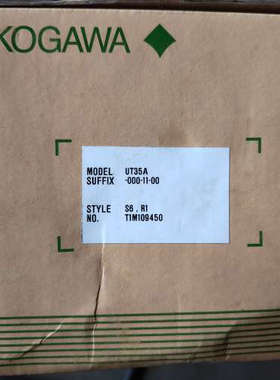 KOGAWA
MODEL UT35A
SUFFIX -000-11-00
STYLE S6 . R1
NO. T1M109450